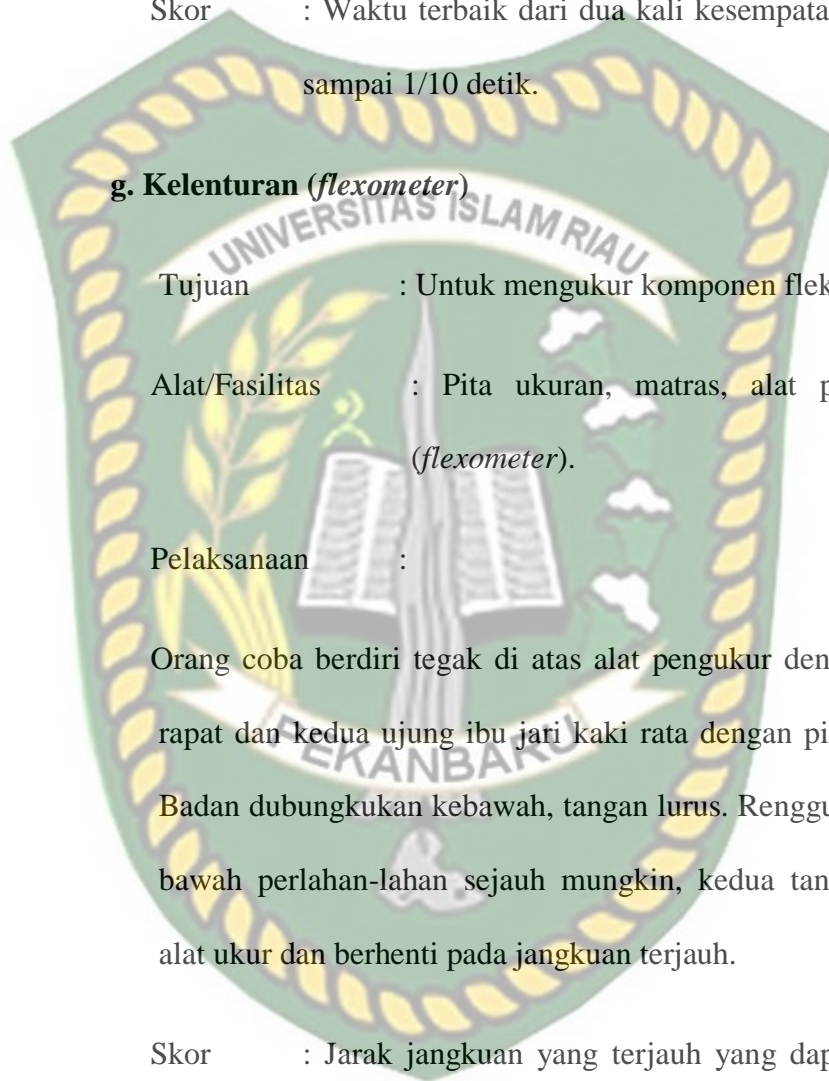 Skor : Waktu terbaik dari dua kali kesempata
sampai 1/10 detik.
g. Kelenturan (flexometer)
UNIVERSITAS ISLAM RIAU
Tujuan : Untuk mengukur komponen flek
Alat/Fasilitas : Pita ukuran, matras, alat p
(flexometer).
Pelaksanaan :
Orang coba berdiri tegak di atas alat pengukur den
rapat dan kedua ujung ibu jari kaki rata dengan pi
PEKANBARU
Badan dubungkukan kebawah, tangan lurus. Renggu
bawah perlahan-lahan sejauh mungkin, kedua tan
alat ukur dan berhenti pada jangkuan terjauh.
Skor : Jarak jangkuan yang terjauh yang dap